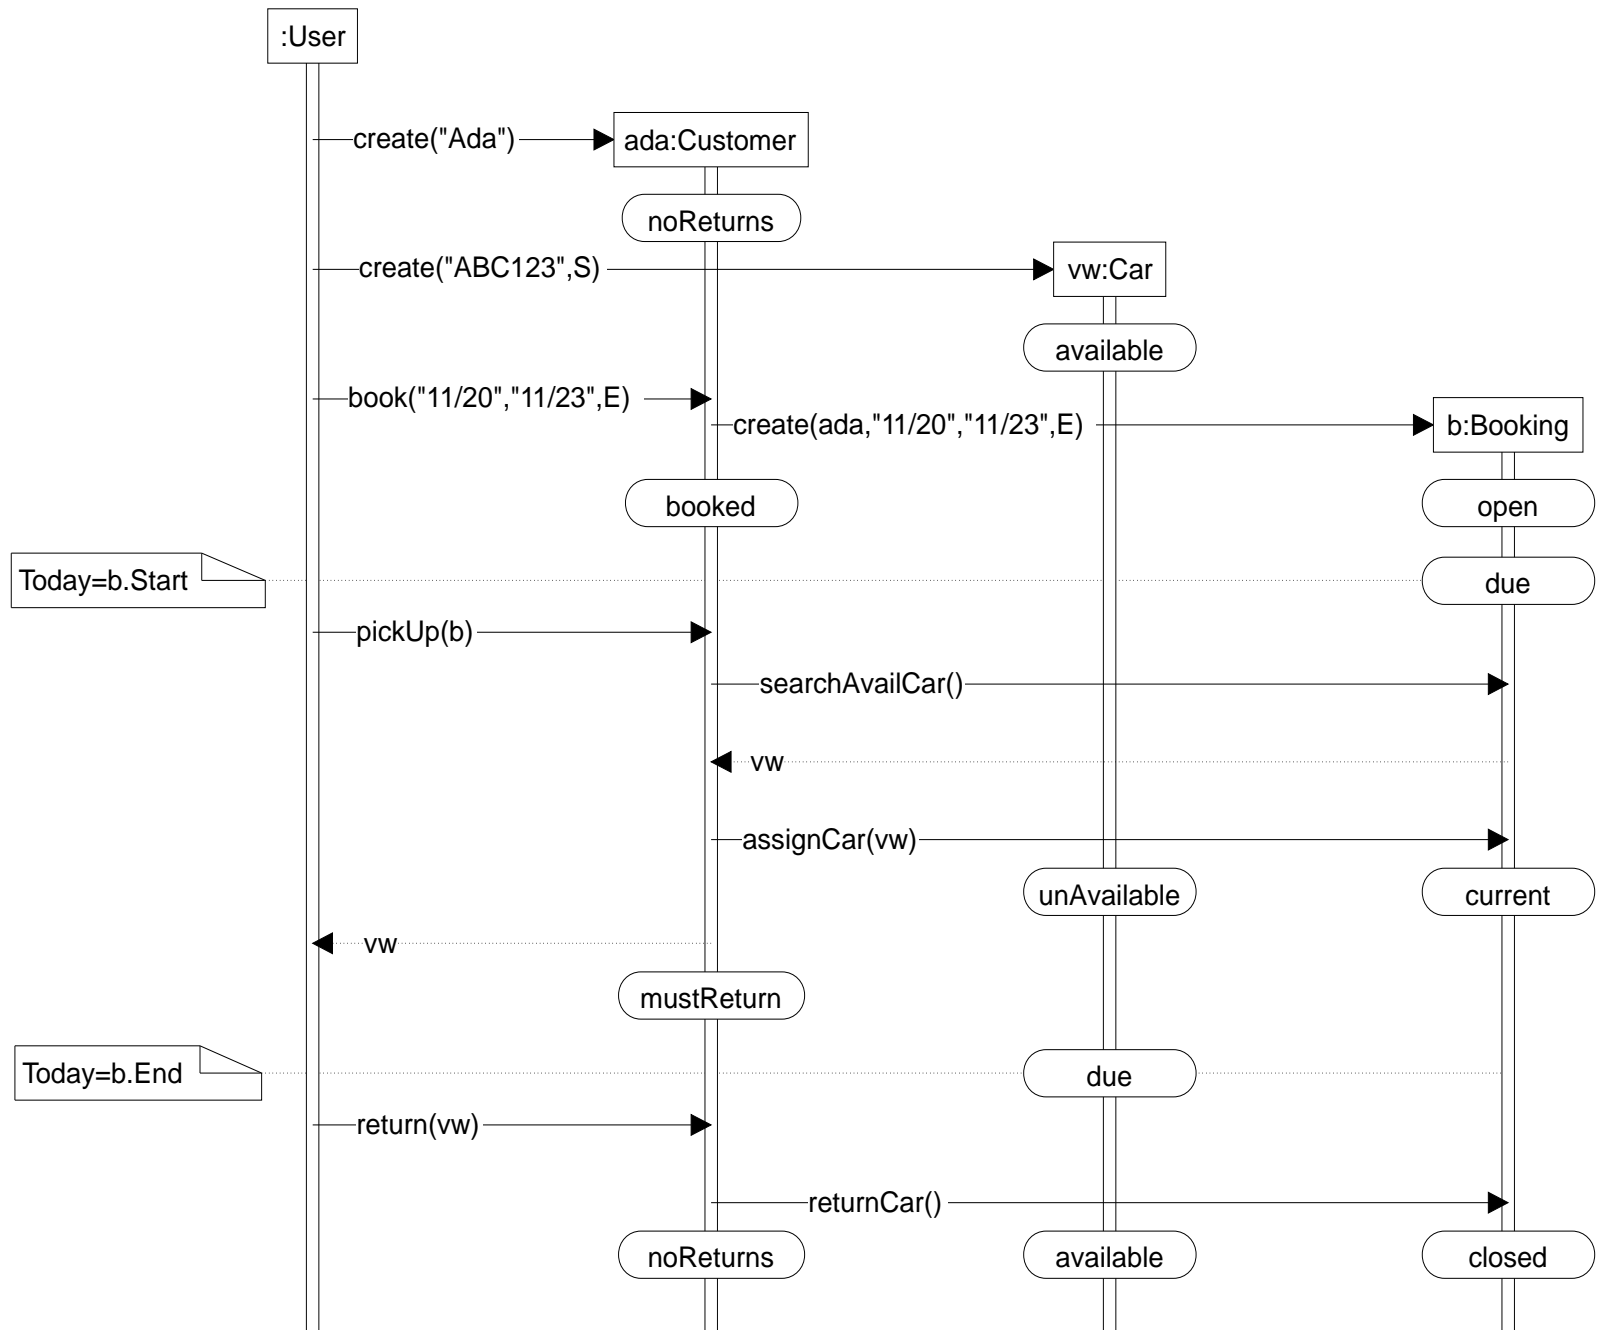 :User
create("Ada")
ada:Customer
noReturns
create("ABC123",S)
vw:Car
available
book("11/20","11/23",E)
create(ada,"11/20","11/23",E)
b:Booking
booked
open
Today=b.Start
due
pickUp(b)
searchAvailCar()
vw
assignCar(vw)
unAvailable
current
vw
mustReturn
Today=b.End
due
return(vw)
returnCar()
noReturns
available
closed